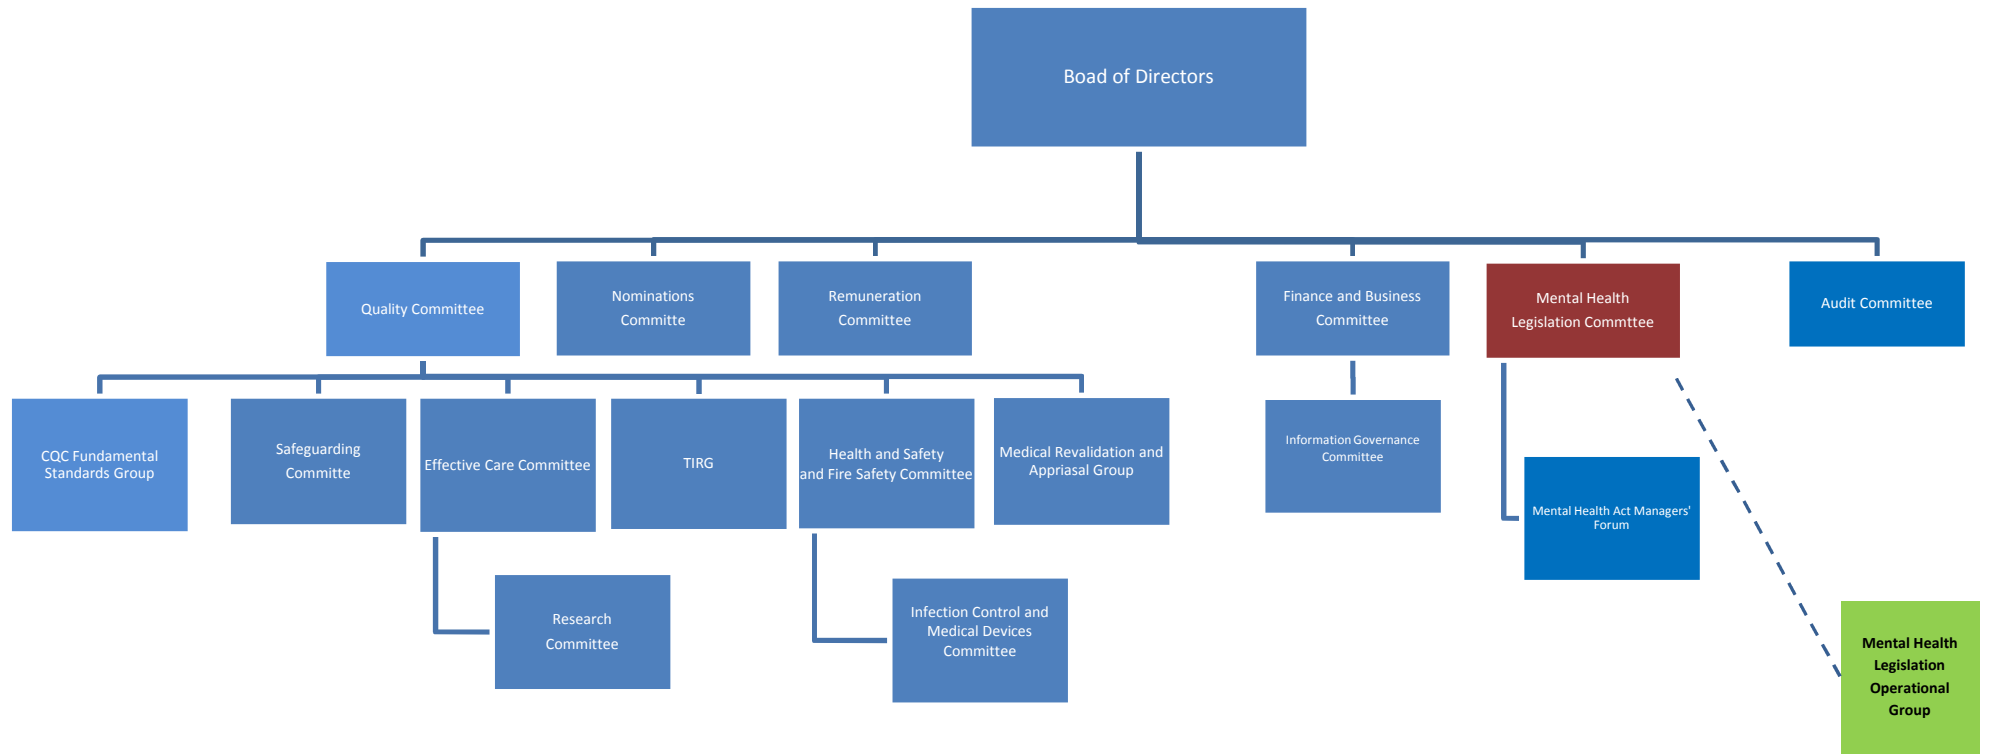 Boad of Directors
Quality Committee
Nominations
Committe
Remuneration
Committee
Finance and Business
Committee
Mental Health
Legislation Commttee
Audit Committee
CQC Fundamental
Standards Group
Safeguarding
Committe
Effective Care Committee
TIRG
Health and Safety
and Fire Safety Committee
Medical Revalidation and
Appriasal Group
Information Governance
Committee
Mental Health Act Managers'
Forum
Research
Committee
Infection Control and
Medical Devices
Committee
Mental Health
Legislation
Operational
Group